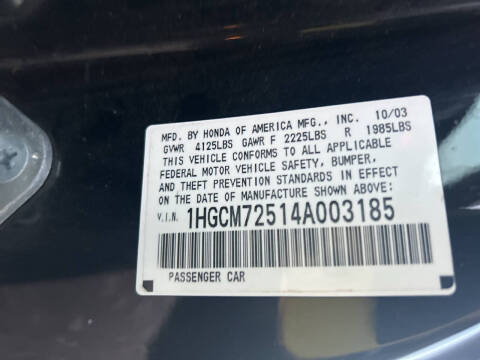 MFD. BY HONDA OF AMERICA MFG., INC. 10/03
GVWR 4125LBS GAWR F 2225LBS R 1985LBS
THIS VEHICLE CONFORMS TO ALL APPLICABLE
FEDERAL MOTOR VEHICLE SAFETY, BUMPER,
AND THEFT PREVENTION STANDARDS IN EFFECT
ON THE DATE OF MANUFACTURE SHOWN ABOVE:
V.I.N. 1HGCM72514A003185
PASSENGER CAR